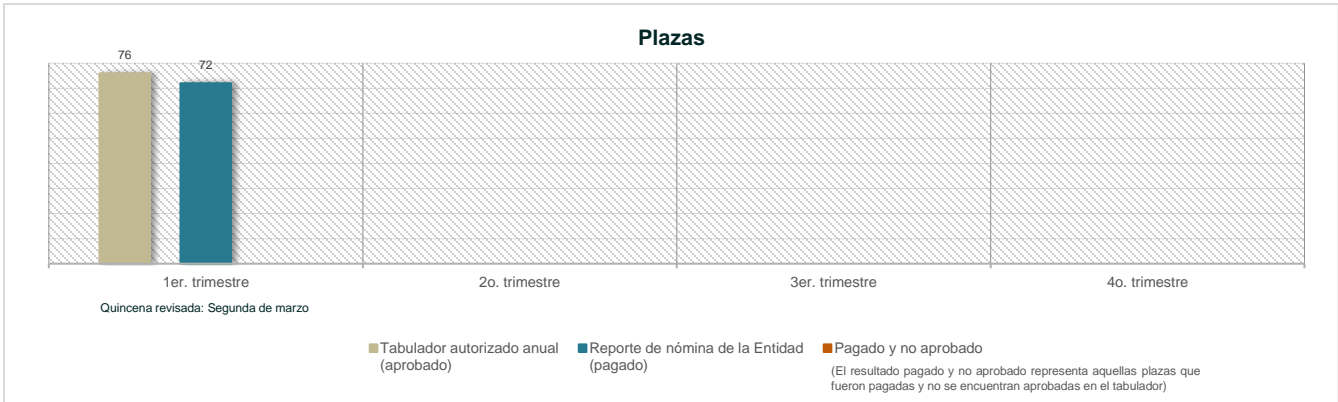 Plazas
76
72
1er. trimestre
2o. trimestre
3er. trimestre
4o. trimestre
Quincena revisada: Segunda de marzo
Tabulador autorizado anual
(aprobado)
Reporte de nómina de la Entidad
(pagado)
Pagado y no aprobado
(El resultado pagado y no aprobado representa aquellas plazas que
fueron pagadas y no se encuentran aprobadas en el tabulador)